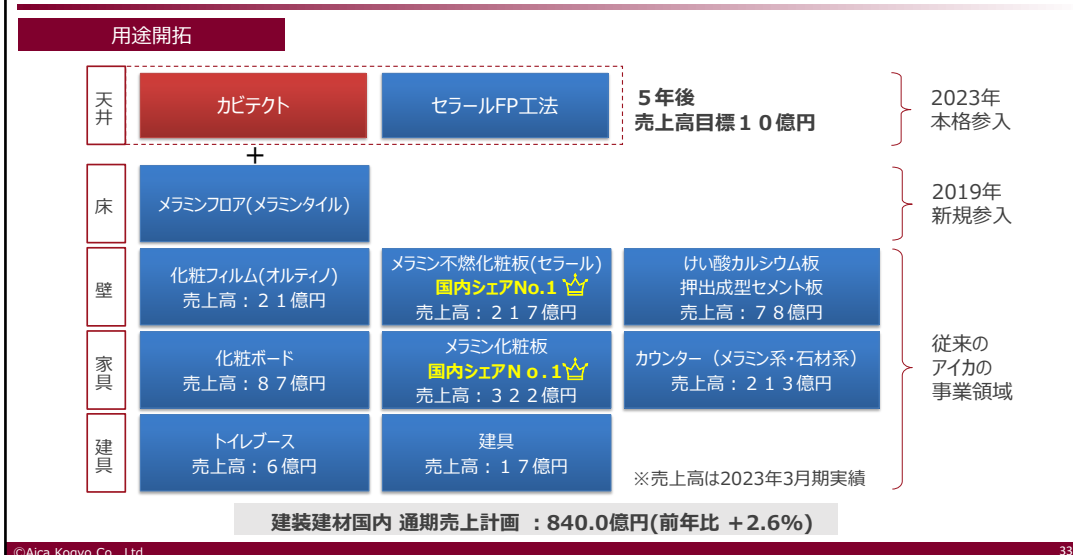 用途開拓
天井
カビテクト
セラールFP工法
５年後
売上高目標１０億円
2023年
本格参入
+
床
メラミンフロア(メラミンタイル)
2019年
新規参入
壁
化粧フィルム(オルティノ)
売上高：２１億円
メラミン不燃化粧板(セラール)
国内シェアNo.1
売上高：２１７億円
けい酸カルシウム板
押出成型セメント板
売上高：７８億円
家具
化粧ボード
売上高：８７億円
メラミン化粧板
国内シェアNｏ.1
売上高：３２２億円
カウンター（メラミン系・石材系）
売上高：２１３億円
従来の
アイカの
事業領域
建具
トイレブース
売上高：６億円
建具
売上高：１７億円
※売上高は2023年3月期実績
建装建材国内 通期売上計画 ：840.0億円(前年比 ＋2.6%)
©Aica Kogyo Co., Ltd.
33